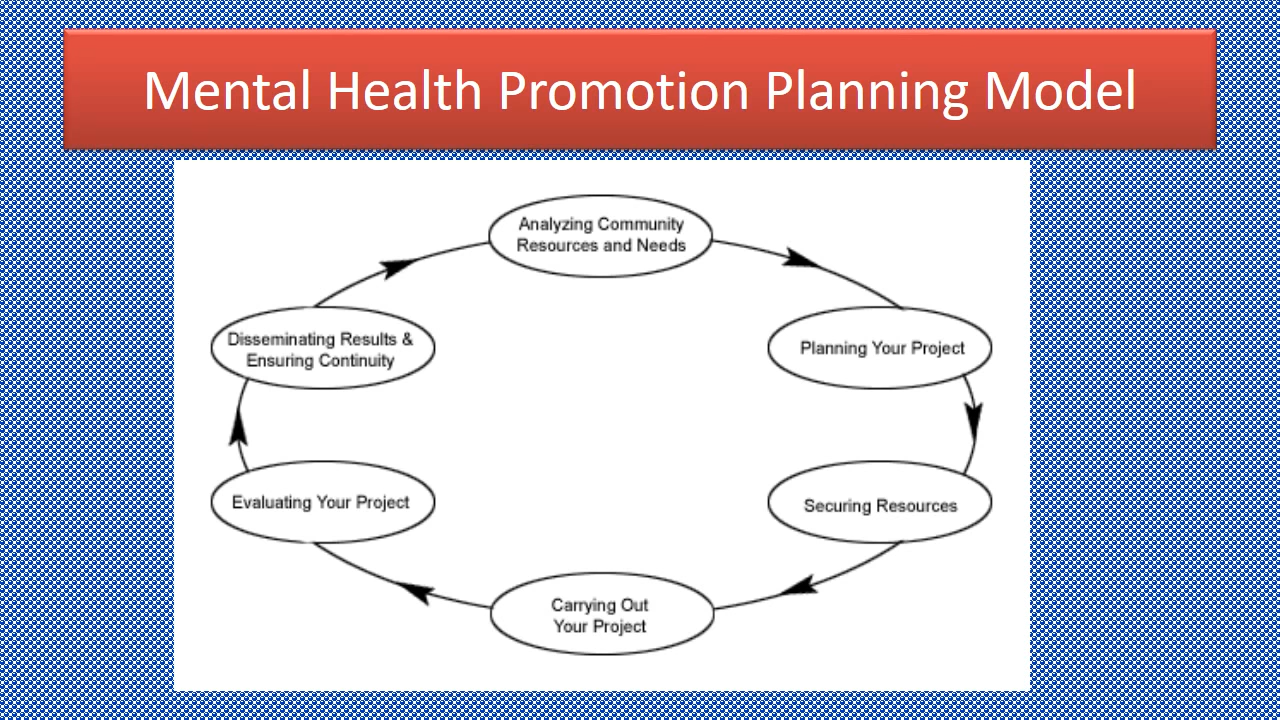 Mental Health Promotion Planning Model
Analyzing Community
Resources and Needs
Planning Your Project
Securing Resources
Carrying Out
Your Project
Evaluating Your Project
Disseminating Results &
Ensuring Continuity